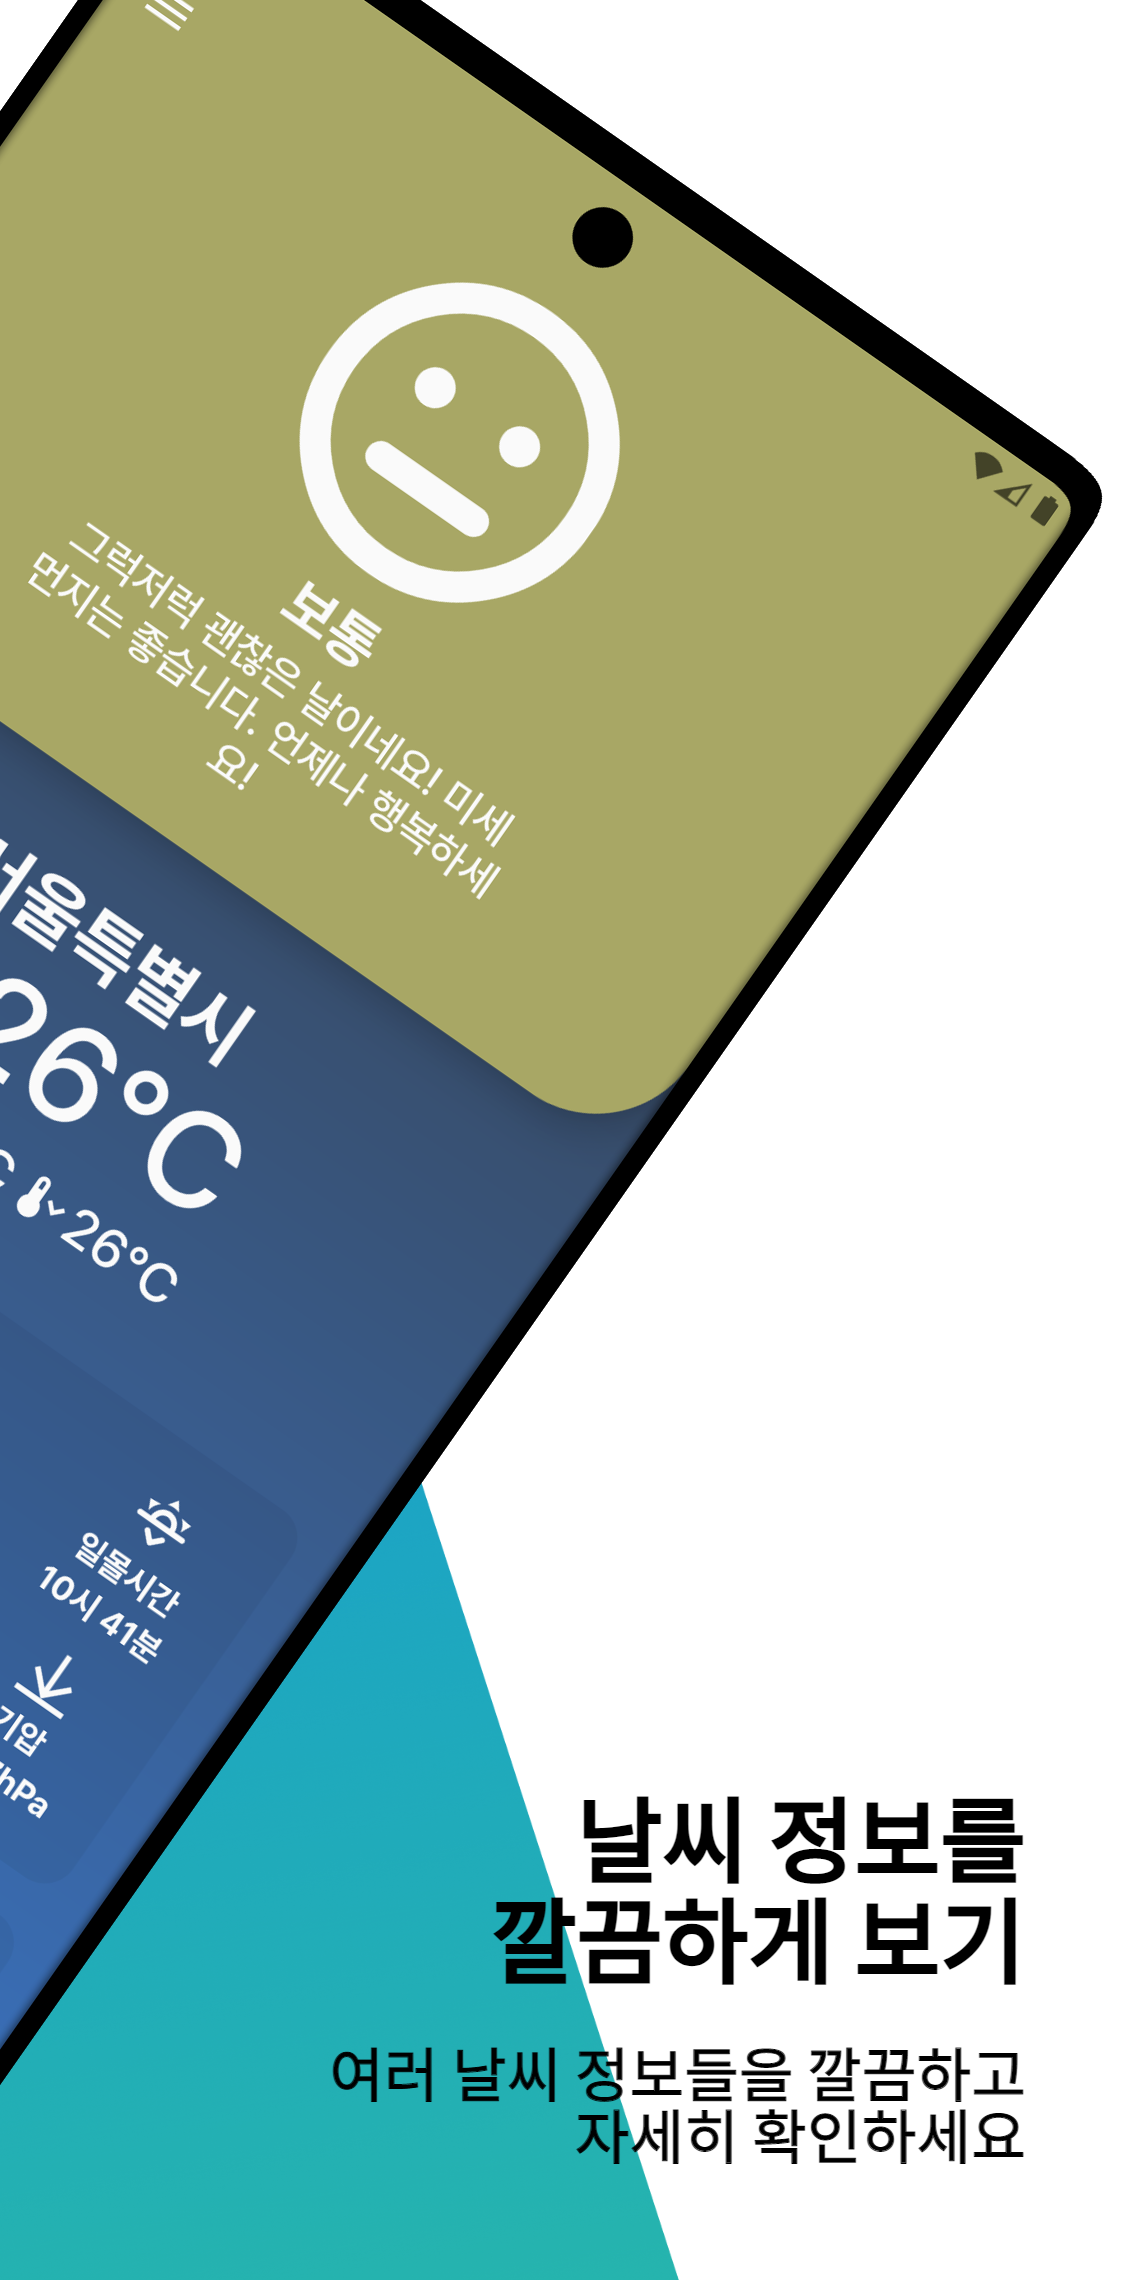 보통
그럭저럭 괜찮은 날이네요! 미세
먼지는 좋습니다. 언제나 행복하세
요!
서울특별시
26°C
26°C
일몰시간
10시 41분
기압
hPa
날씨 정보를
깔끔하게 보기
여러 날씨 정보들을 깔끔하고
자세히 확인하세요